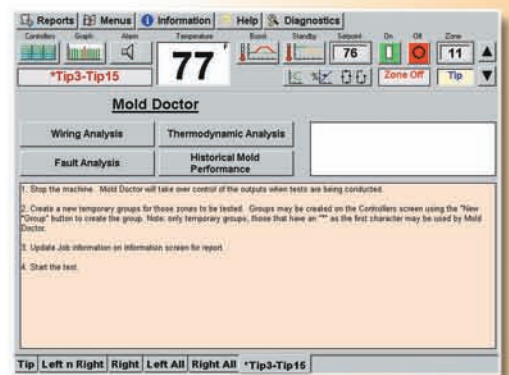 Reports Menus Information Help Diagnostics
Controllers Graph Alarm Temperature Boost Standby Setpoint On Off Zone
77 F 76 11
*Tip3-Tip15 Zone Off Tip
Mold Doctor
Wiring Analysis Thermodynamic Analysis
Fault Analysis Historical Mold Performance
1. Stop the machine. Mold Doctor will take over control of the outputs when tests are being conducted.
2. Create a new temporary groups for those zones to be tested. Groups may be created on the Controllers screen using the "New
Group" button to create the group. Note: only temporary groups, those that have an "*" as the first character may be used by Mold
Doctor.
3. Update Job information on information screen for report.
4. Start the test.
Tip Left n Right Right Left All Right All *Tip3-Tip15